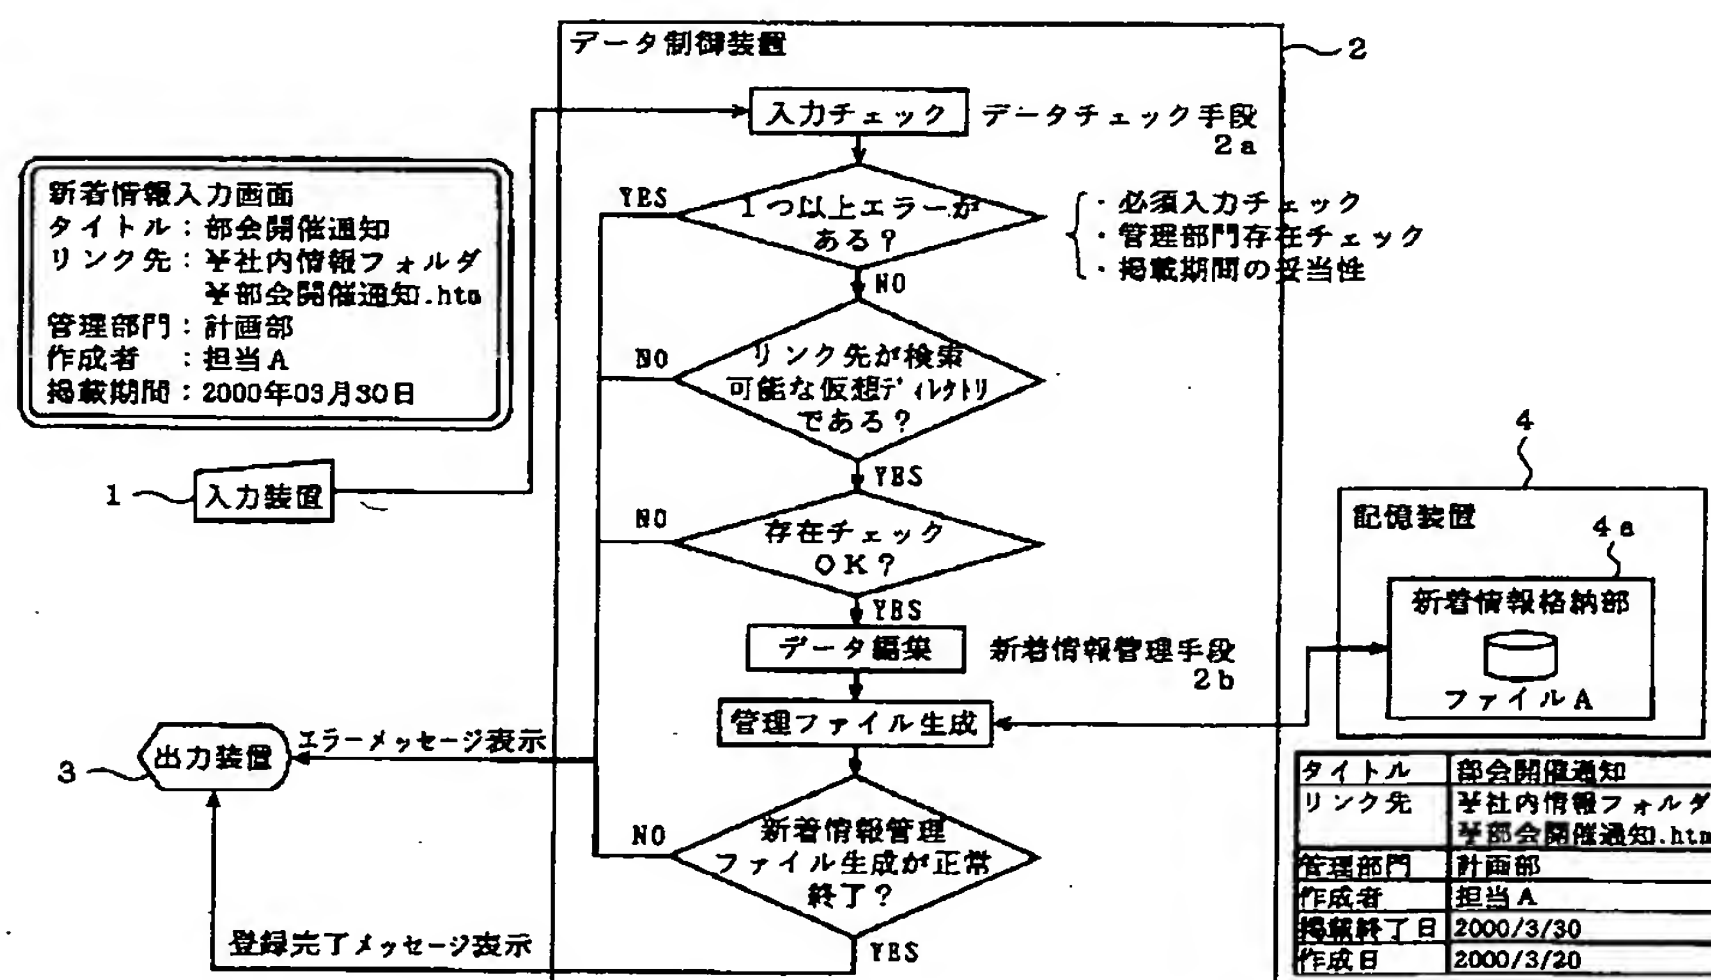 データ制御装置
2
入力チェック
データチェック手段
2a
新着情報入力画面
タイトル：部会開催通知
リンク先：¥社内情報フォルダ
¥部会開催通知.htm
管理部門：計画部
作成者　：担当A
掲載期間：2000年03月30日
YES
1つ以上エラーが
ある？
・必須入力チェック
・管理部門存在チェック
・掲載期間の妥当性
NO
NO
リンク先が検索
可能な仮想ディレクトリ
である？
YES
1
入力装置
NO
存在チェック
OK？
YES
4
記憶装置
4a
新着情報格納部
ファイルA
データ編集
新着情報管理手段
2b
管理ファイル生成
3
出力装置
エラーメッセージ表示
NO
新着情報管理
ファイル生成が正常
終了？
YES
登録完了メッセージ表示
タイトル 部会開催通知
リンク先 ¥社内情報フォルダ
¥部会開催通知.htm
管理部門 計画部
作成者 担当A
掲載終了日 2000/3/30
作成日 2000/3/20